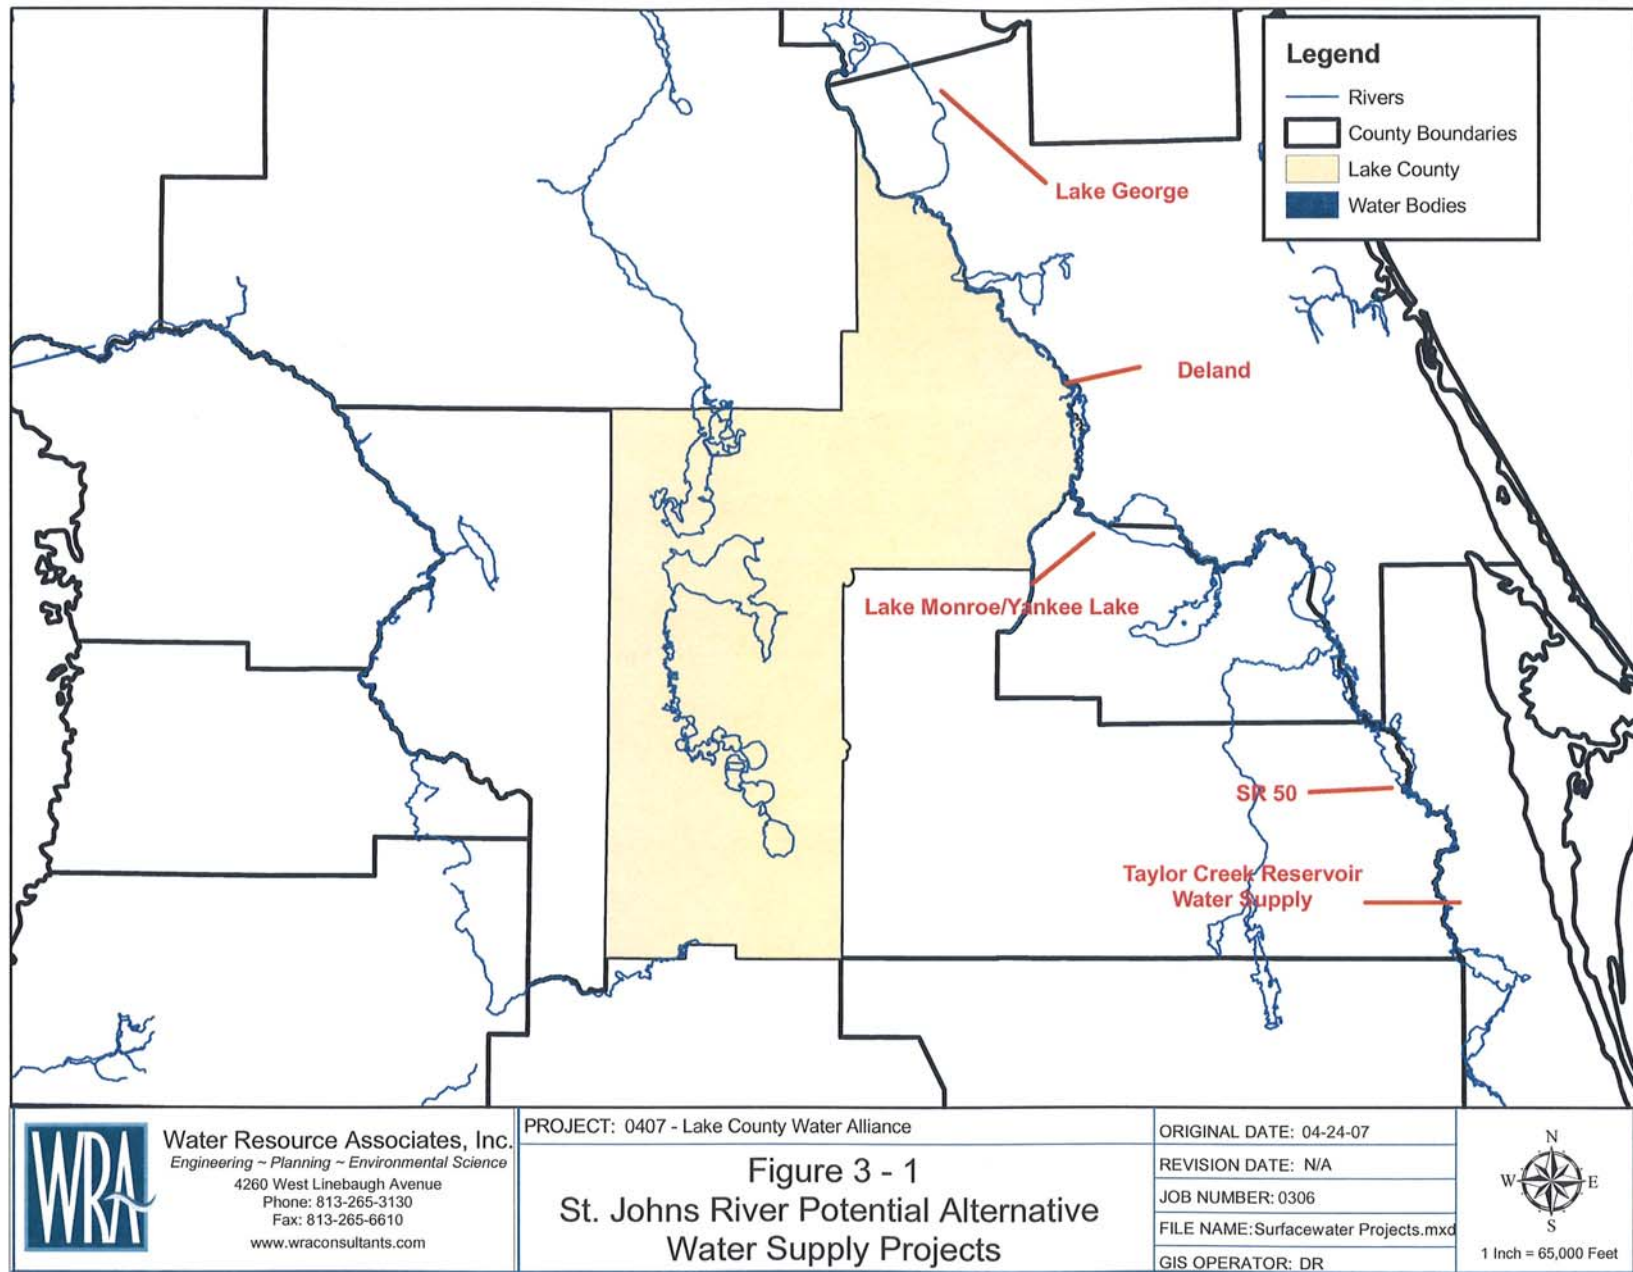 Legend
Rivers
County Boundaries
Lake County
Water Bodies
Lake George
Deland
Lake Monroe/Yankee Lake
SR 50
Taylor Creek Reservoir
Water Supply
WRA
Water Resource Associates, Inc.
Engineering ~ Planning ~ Environmental Science
4260 West Linebaugh Avenue
Phone: 813-265-3130
Fax: 813-265-6610
www.wraconsultants.com
PROJECT: 0407 - Lake County Water Alliance
Figure 3 - 1
St. Johns River Potential Alternative
Water Supply Projects
ORIGINAL DATE: 04-24-07
REVISION DATE: N/A
JOB NUMBER: 0306
FILE NAME:Surfacewater Projects.mxd
GIS OPERATOR: DR
N
W E
S
1 Inch = 65,000 Feet